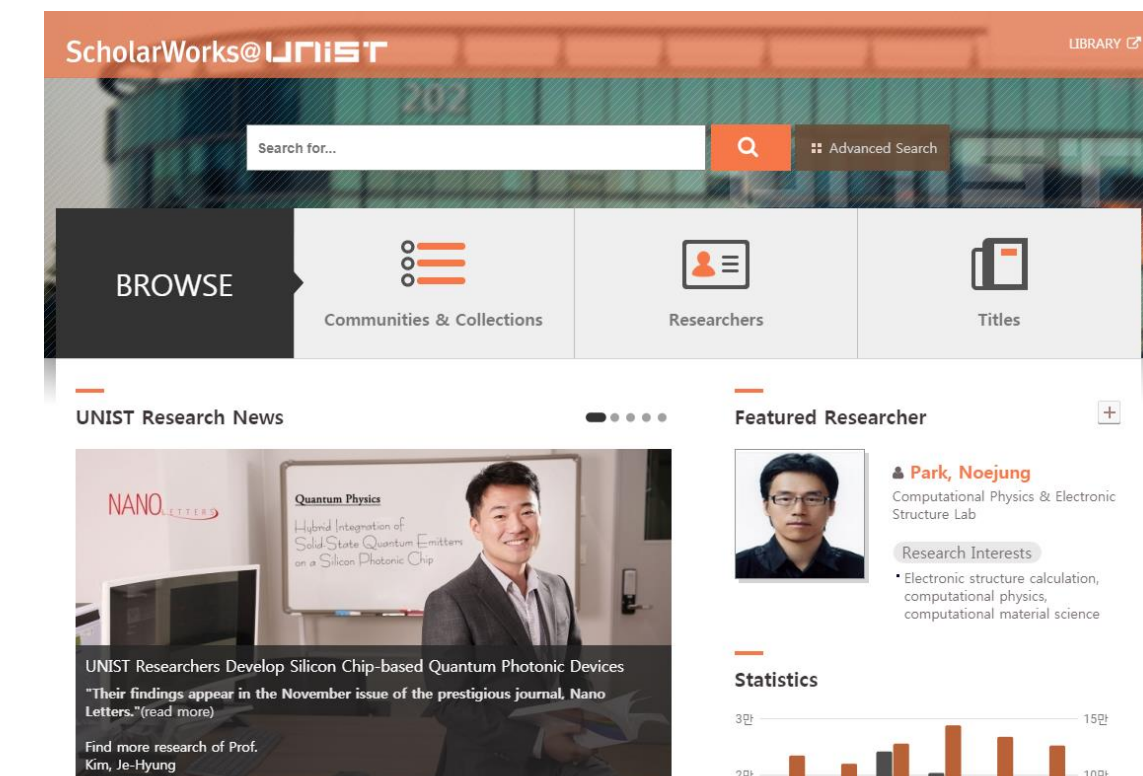 ScholarWorks@UNIST
LIBRARY
202
Search for...
Advanced Search
BROWSE
Communities & Collections
Researchers
Titles
UNIST Research News
NANO LETTERS
Quantum Physics
Hybrid Integration of
Solid-State Quantum Emitters
on a Silicon Photonic Chip
UNIST Researchers Develop Silicon Chip-based Quantum Photonic Devices
"Their findings appear in the November issue of the prestigious journal, Nano
Letters."(read more)
Find more research of Prof.
Kim, Je-Hyung
Featured Researcher
Park, Noejung
Computational Physics & Electronic
Structure Lab
Research Interests
Electronic structure calculation,
computational physics,
computational material science
Statistics
3만
15만
2만
10만